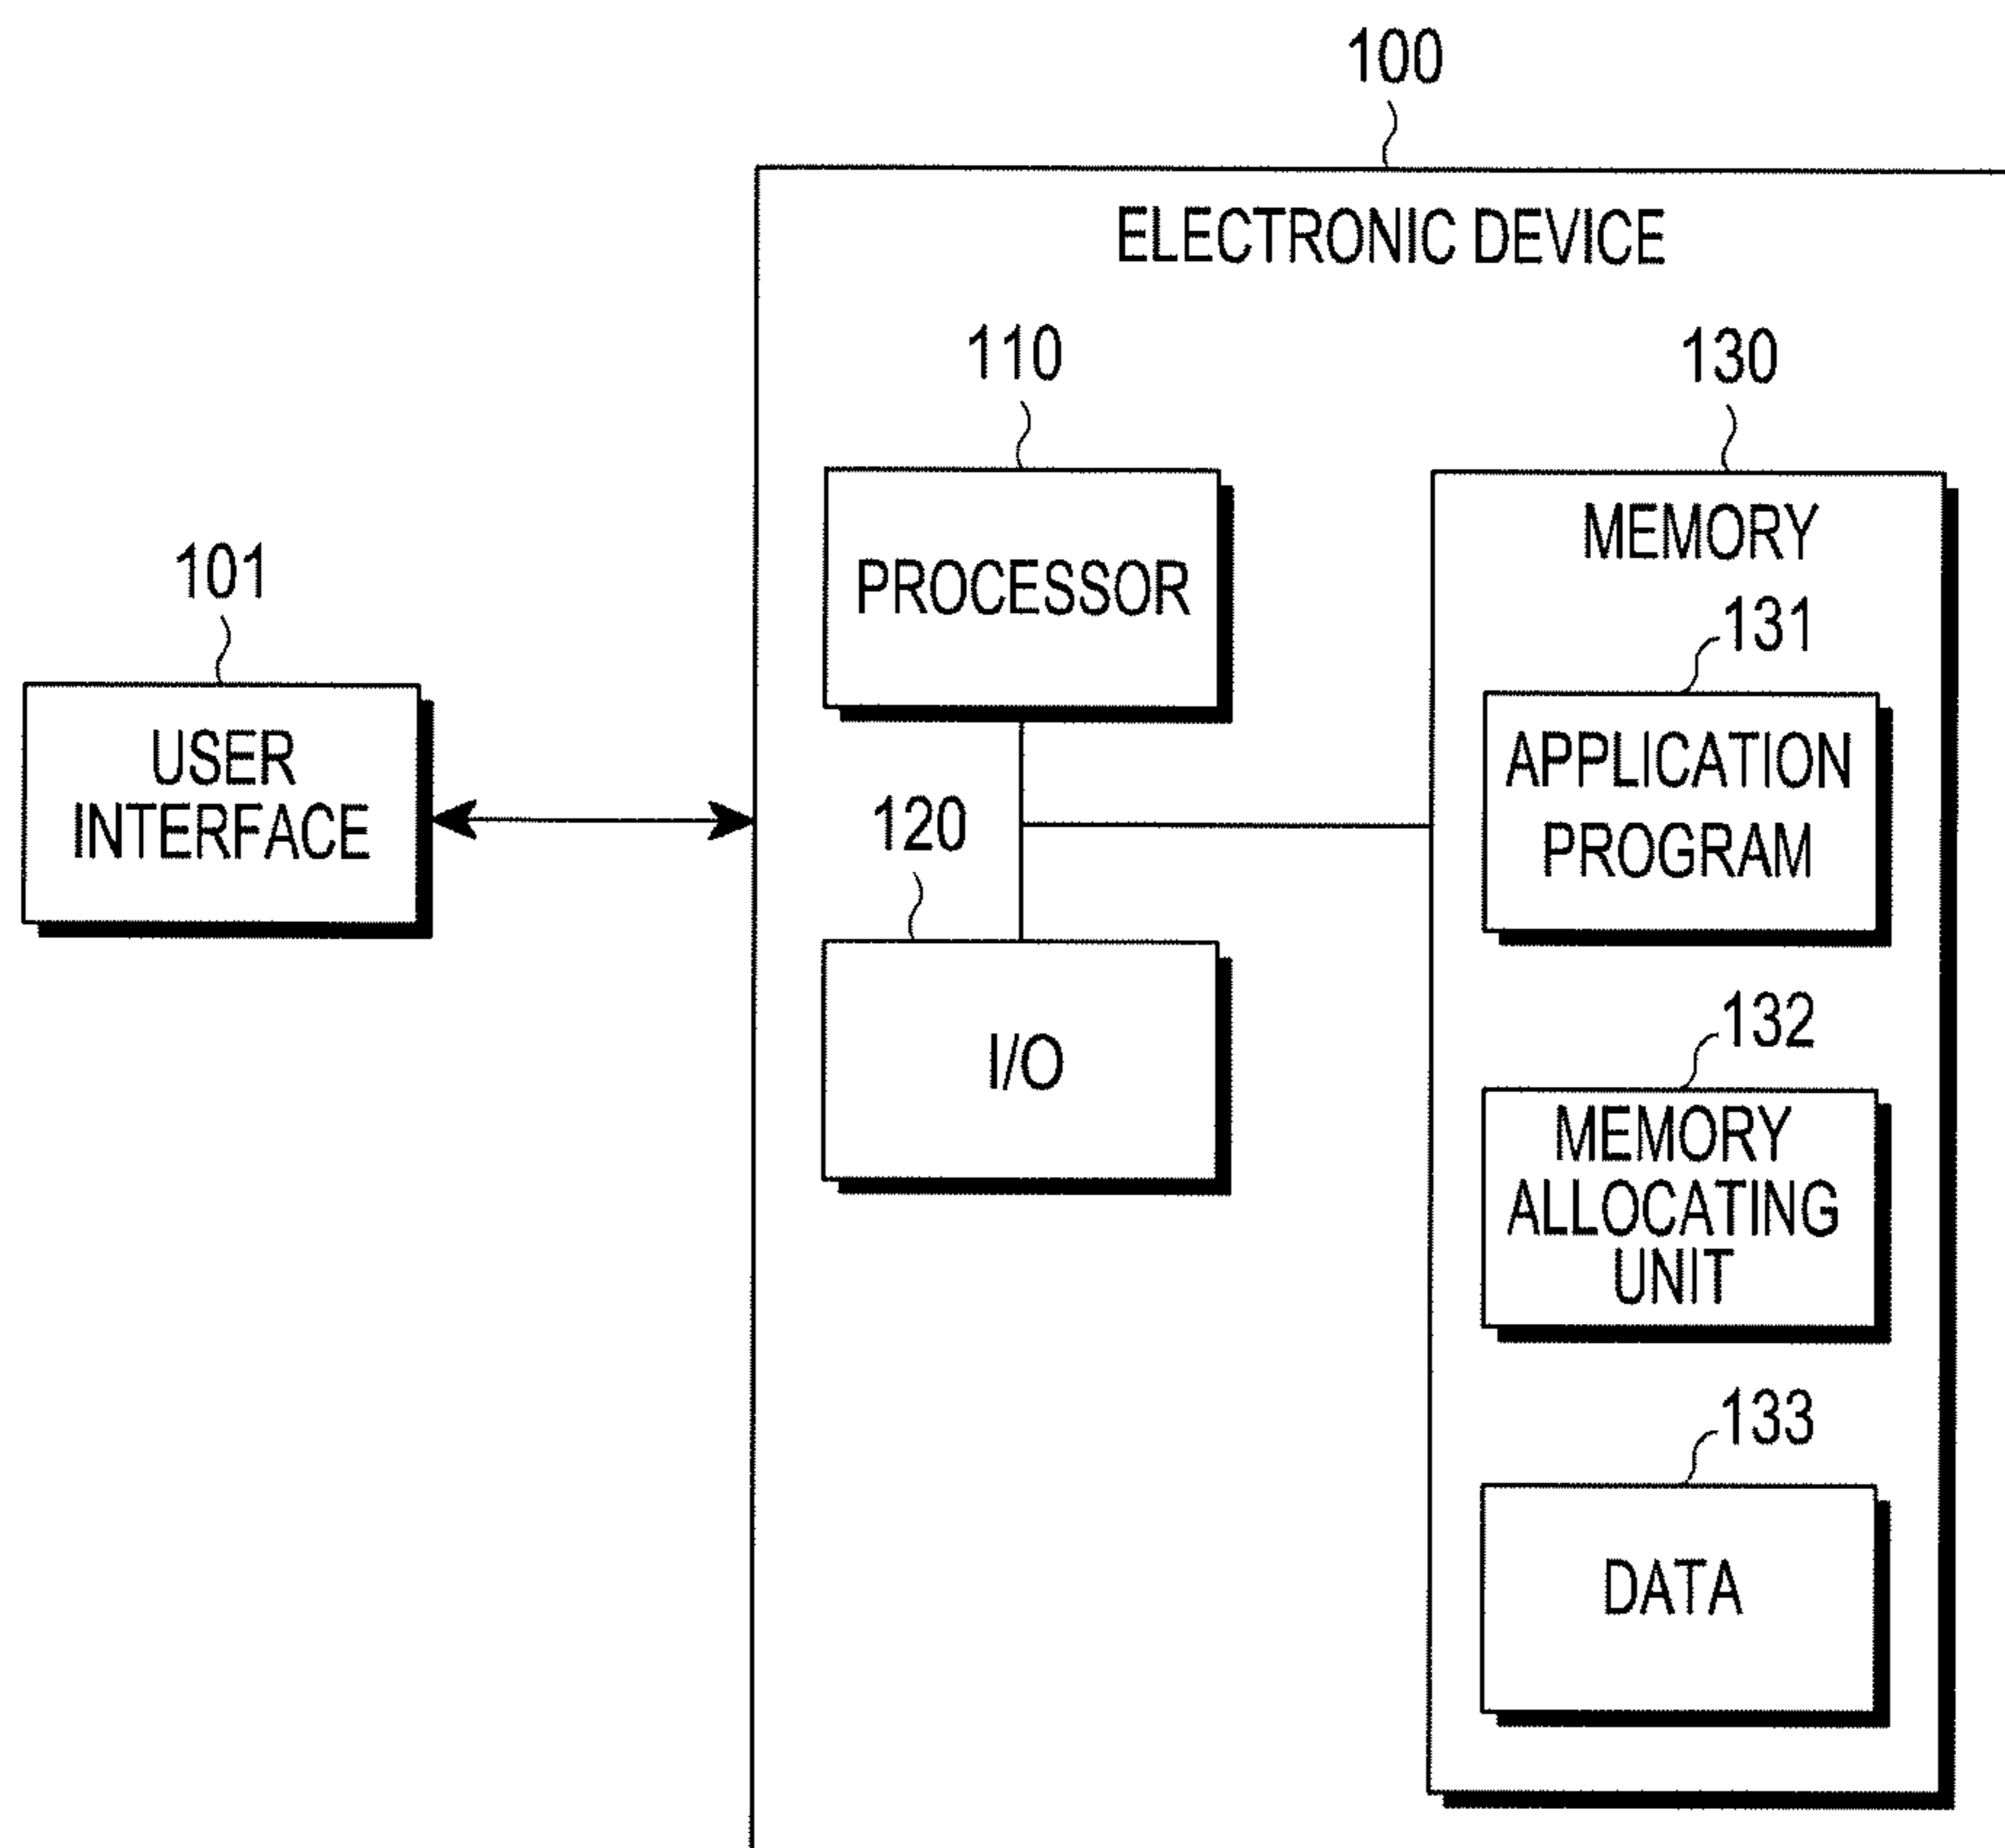 100
ELECTRONIC DEVICE
110
PROCESSOR
130
MEMORY
101
USER
INTERFACE
120
I/O
131
APPLICATION
PROGRAM
132
MEMORY
ALLOCATING
UNIT
133
DATA